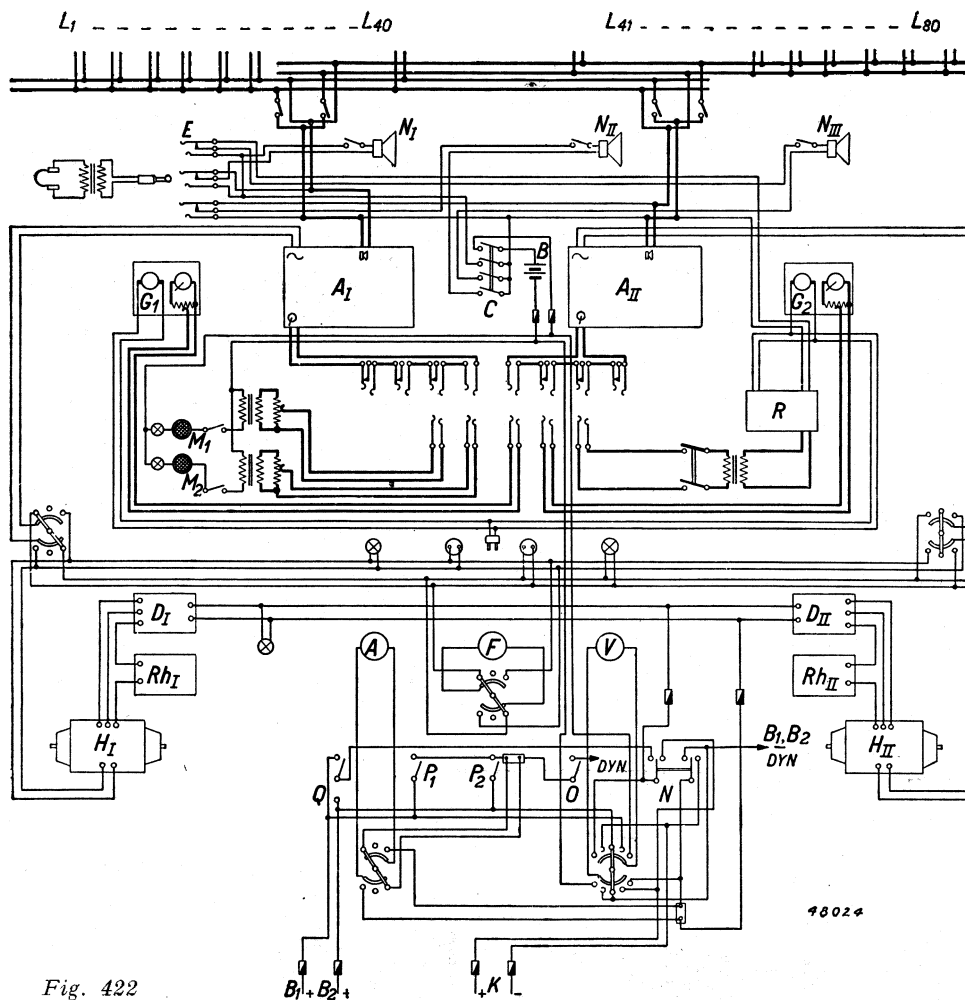 L1 L40 L41 L80
E NI NII NIII
AI C B AII
G1 G2
R
M1
M2
DI DII
A F V
RhI RhII
HI HII
B1.B2
DYN
Q P1 P2 O DYN. N
48024
Fig. 422
B1+ B2+ +K-